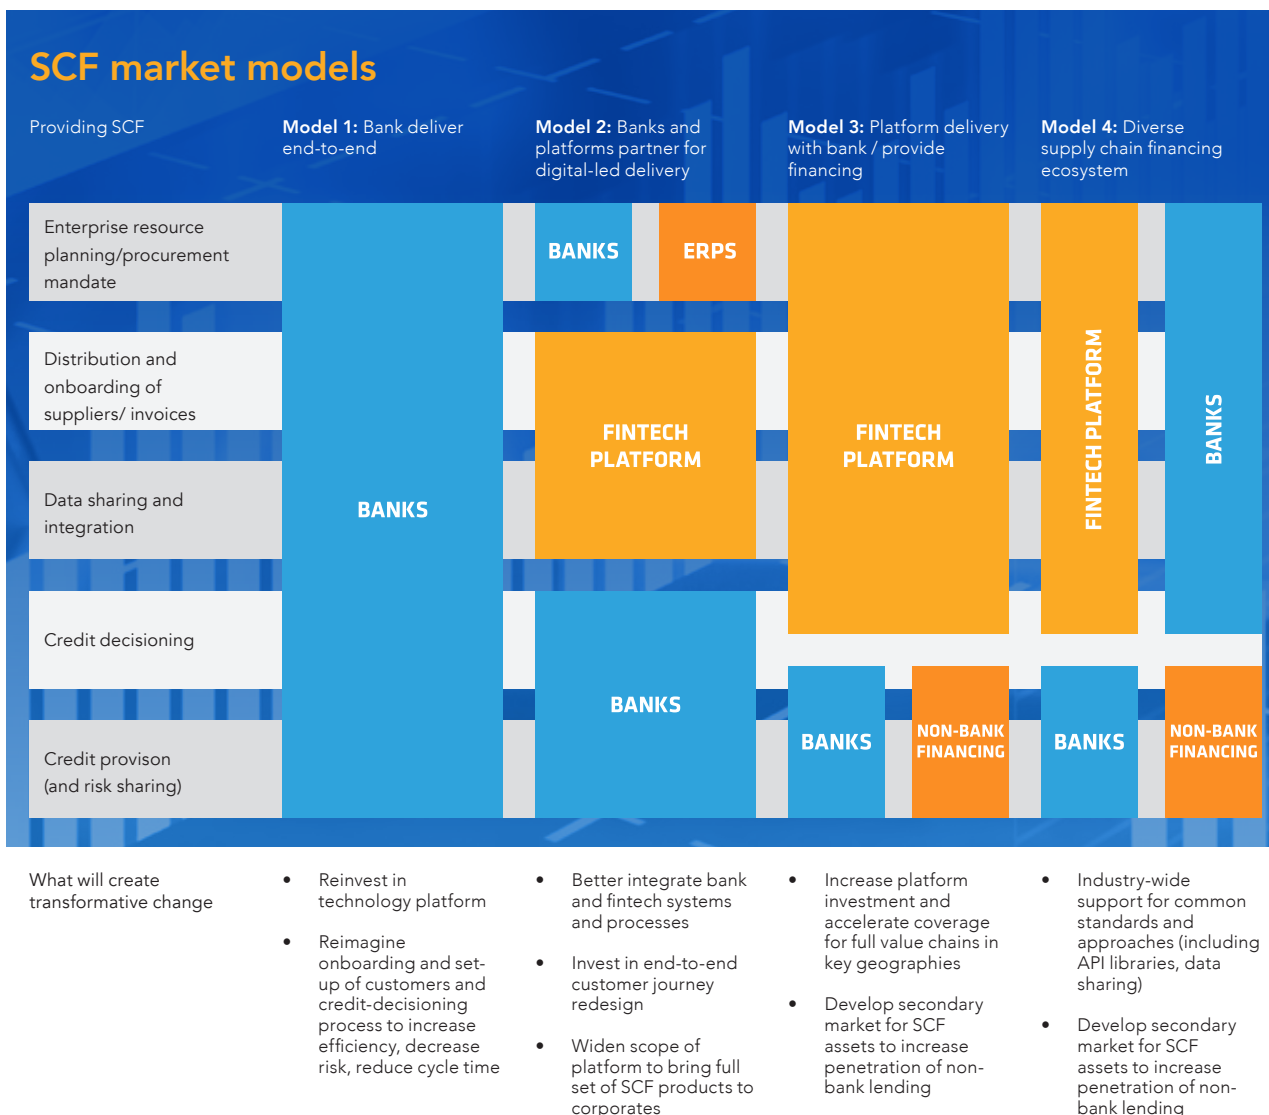 SCF market models
Providing SCF
Model 1: Bank deliver
end-to-end
Model 2: Banks and
platforms partner for
digital-led delivery
Model 3: Platform delivery
with bank / provide
financing
Model 4: Diverse
supply chain financing
ecosystem
Enterprise resource
planning/procurement
mandate
Distribution and
onboarding of
suppliers/ invoices
Data sharing and
integration
Credit decisioning
Credit provison
(and risk sharing)
BANKS
BANKS
ERPS
FINTECH
PLATFORM
BANKS
FINTECH
PLATFORM
BANKS
NON-BANK
FINANCING
FINTECH PLATFORM
BANKS
BANKS
NON-BANK
FINANCING
What will create
transformative change
• Reinvest in
technology platform
• Reimagine
onboarding and set-
up of customers and
credit-decisioning
process to increase
efficiency, decrease
risk, reduce cycle time
• Better integrate bank
and fintech systems
and processes
• Invest in end-to-end
customer journey
redesign
• Widen scope of
platform to bring full
set of SCF products to
corporates
• Increase platform
investment and
accelerate coverage
for full value chains in
key geographies
• Develop secondary
market for SCF
assets to increase
penetration of non-
bank lending
• Industry-wide
support for common
standards and
approaches (including
API libraries, data
sharing)
• Develop secondary
market for SCF
assets to increase
penetration of non-
bank lending